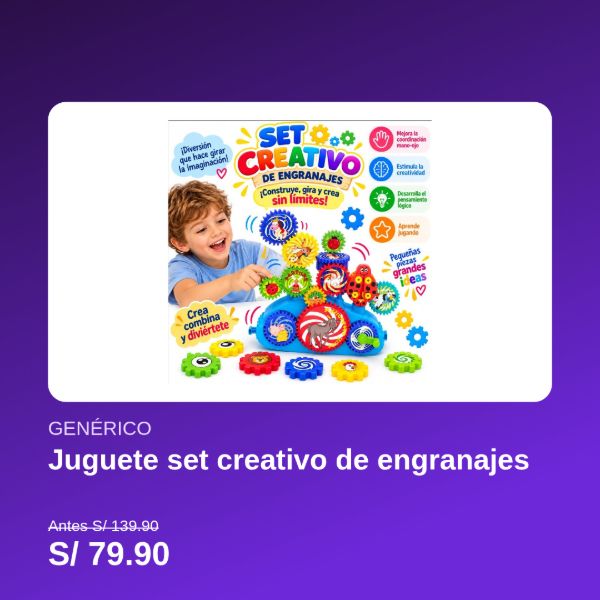 ¡Diversión
que hace girar
la imaginación!
SET
CREATIVO
DE ENGRANAJES
¡Construye, gira y crea
sin límites!
Mejora la
coordinación
mano-ojo
Estimula la
creatividad
Desarrolla el
pensamiento
lógico
Aprende
jugando
Pequeñas
piezas
grandes
ideas
Crea
combina
y diviértete
GENÉRICO
Juguete set creativo de engranajes
Antes S/ 139.90
S/ 79.90